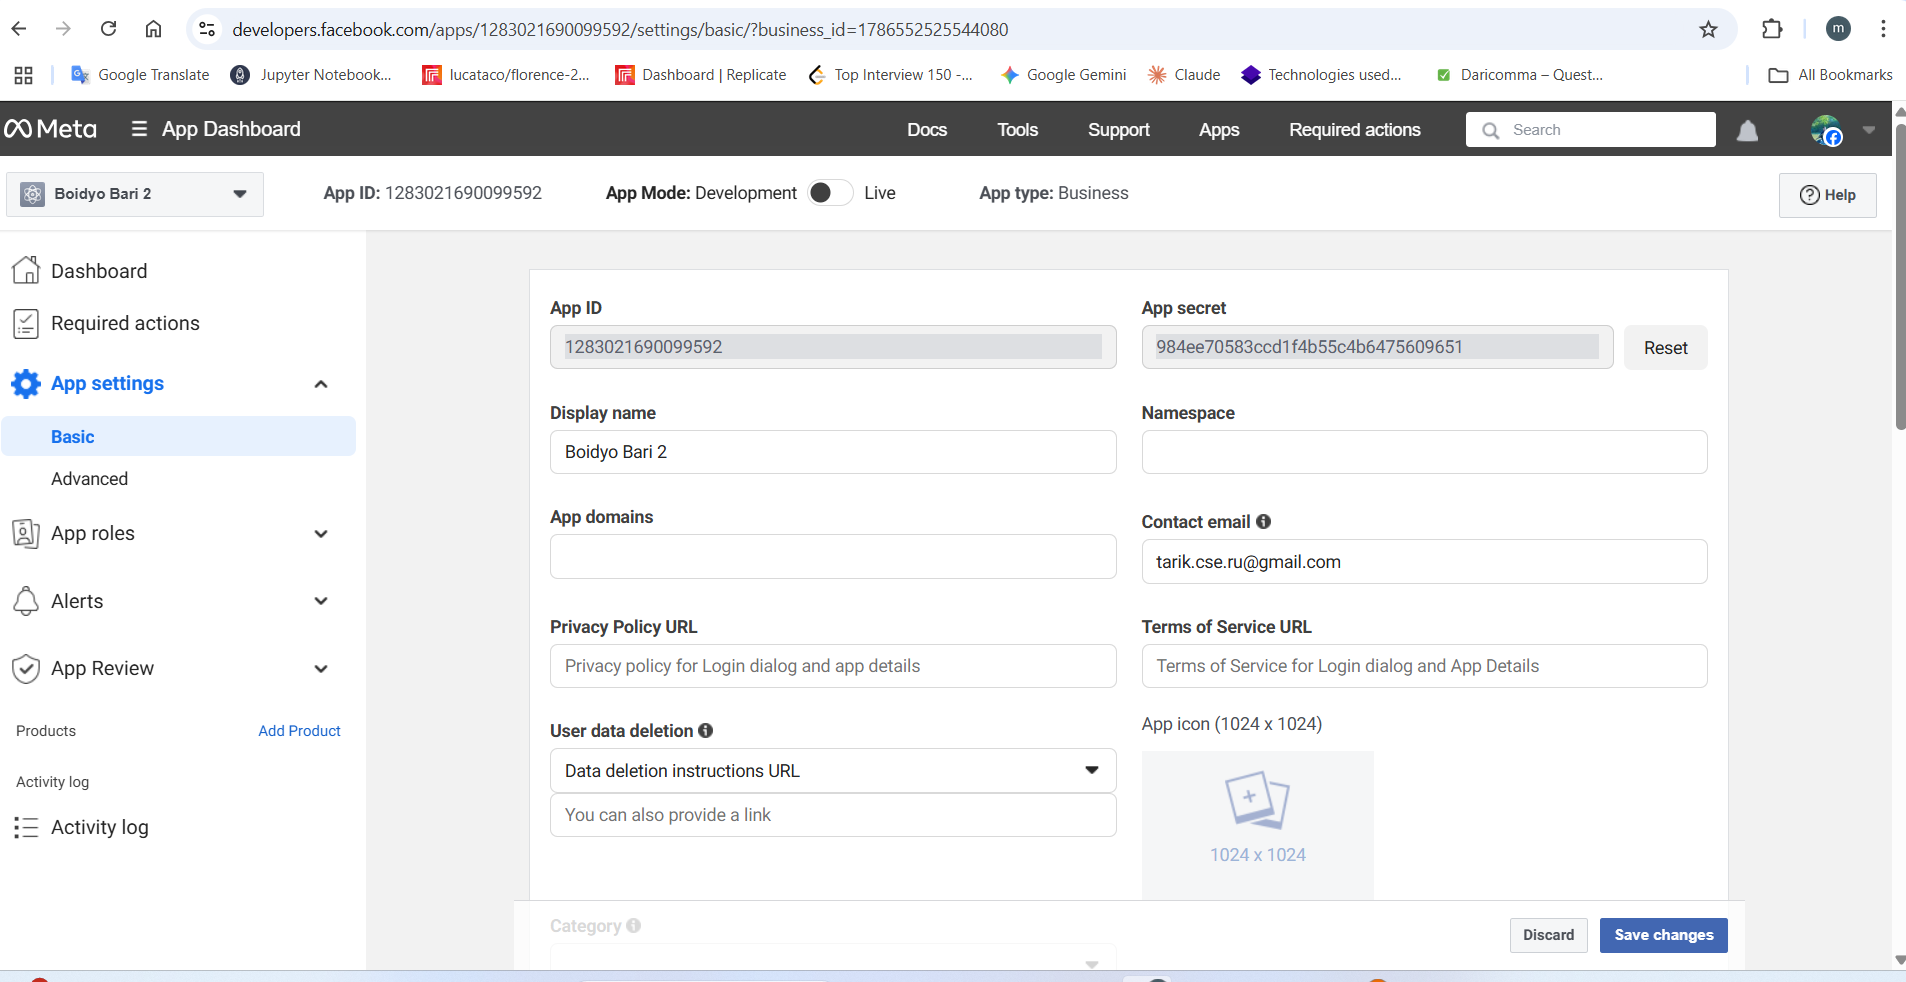 developers.facebook.com/apps/1283021690099592/settings/basic/?business_id=1786552525544080
m
Google Translate
Jupyter Notebook...
lucataco/florence-2...
Dashboard | Replicate
Top Interview 150 -...
Google Gemini
Claude
Technologies used...
Daricomma – Quest...
All Bookmarks
Meta
App Dashboard
Docs
Tools
Support
Apps
Required actions
Search
Boidyo Bari 2
App ID: 1283021690099592
App Mode: Development
Live
App type: Business
Help
Dashboard
Required actions
App settings
Basic
Advanced
App roles
Alerts
App Review
Products
Add Product
Activity log
Activity log
App ID
1283021690099592
App secret
984ee70583ccd1f4b55c4b6475609651
Reset
Display name
Boidyo Bari 2
Namespace
App domains
Contact email
tarik.cse.ru@gmail.com
Privacy Policy URL
Privacy policy for Login dialog and app details
Terms of Service URL
Terms of Service for Login dialog and App Details
User data deletion
Data deletion instructions URL
You can also provide a link
App icon (1024 x 1024)
1024 x 1024
Category
Discard
Save changes